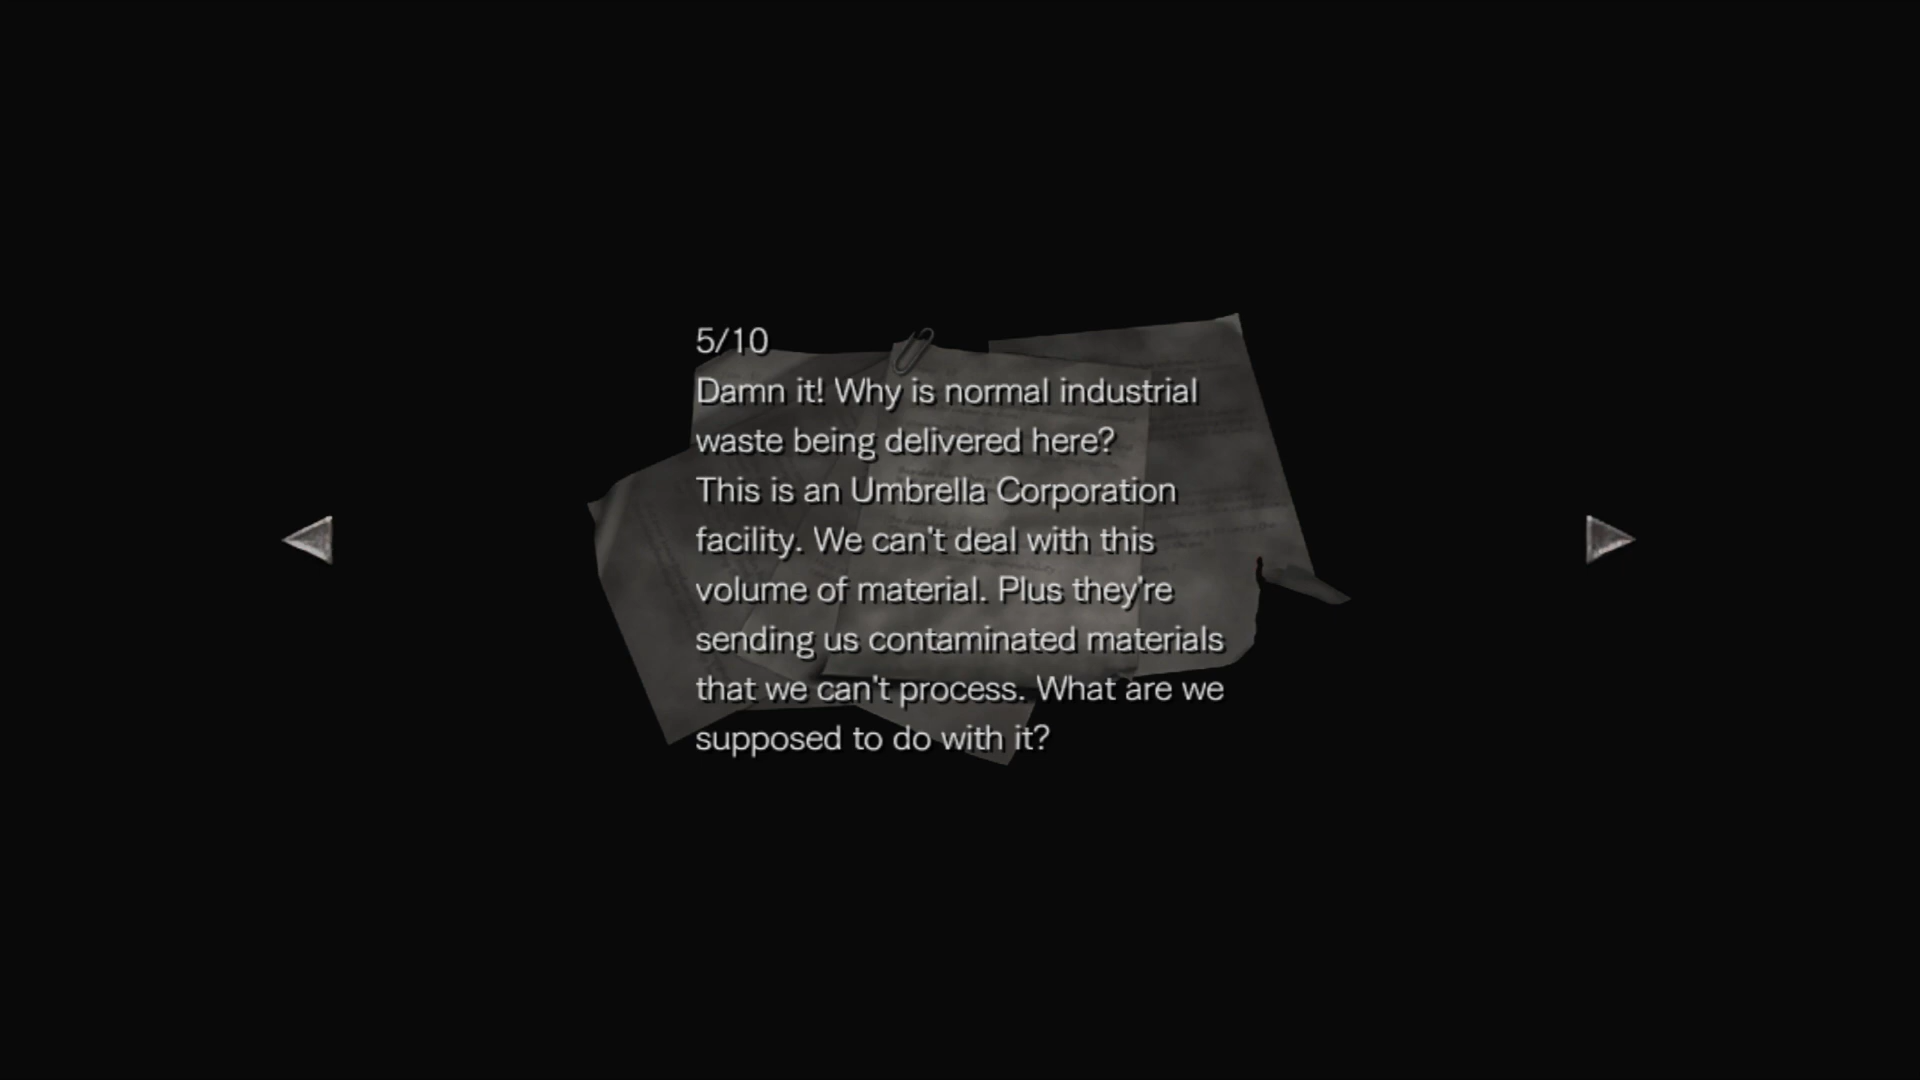 5/10
Damn it! Why is normal industrial
waste being delivered here?
This is an Umbrella Corporation
facility. We can't deal with this
volume of material. Plus they're
sending us contaminated materials
that we can't process. What are we
supposed to do with it?